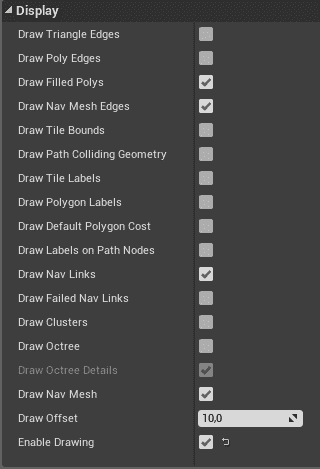 Display
Draw Triangle Edges
Draw Poly Edges
Draw Filled Polys
Draw Nav Mesh Edges
Draw Tile Bounds
Draw Path Colliding Geometry
Draw Tile Labels
Draw Polygon Labels
Draw Default Polygon Cost
Draw Labels on Path Nodes
Draw Nav Links
Draw Failed Nav Links
Draw Clusters
Draw Octree
Draw Octree Details
Draw Nav Mesh
Draw Offset 10,0
Enable Drawing